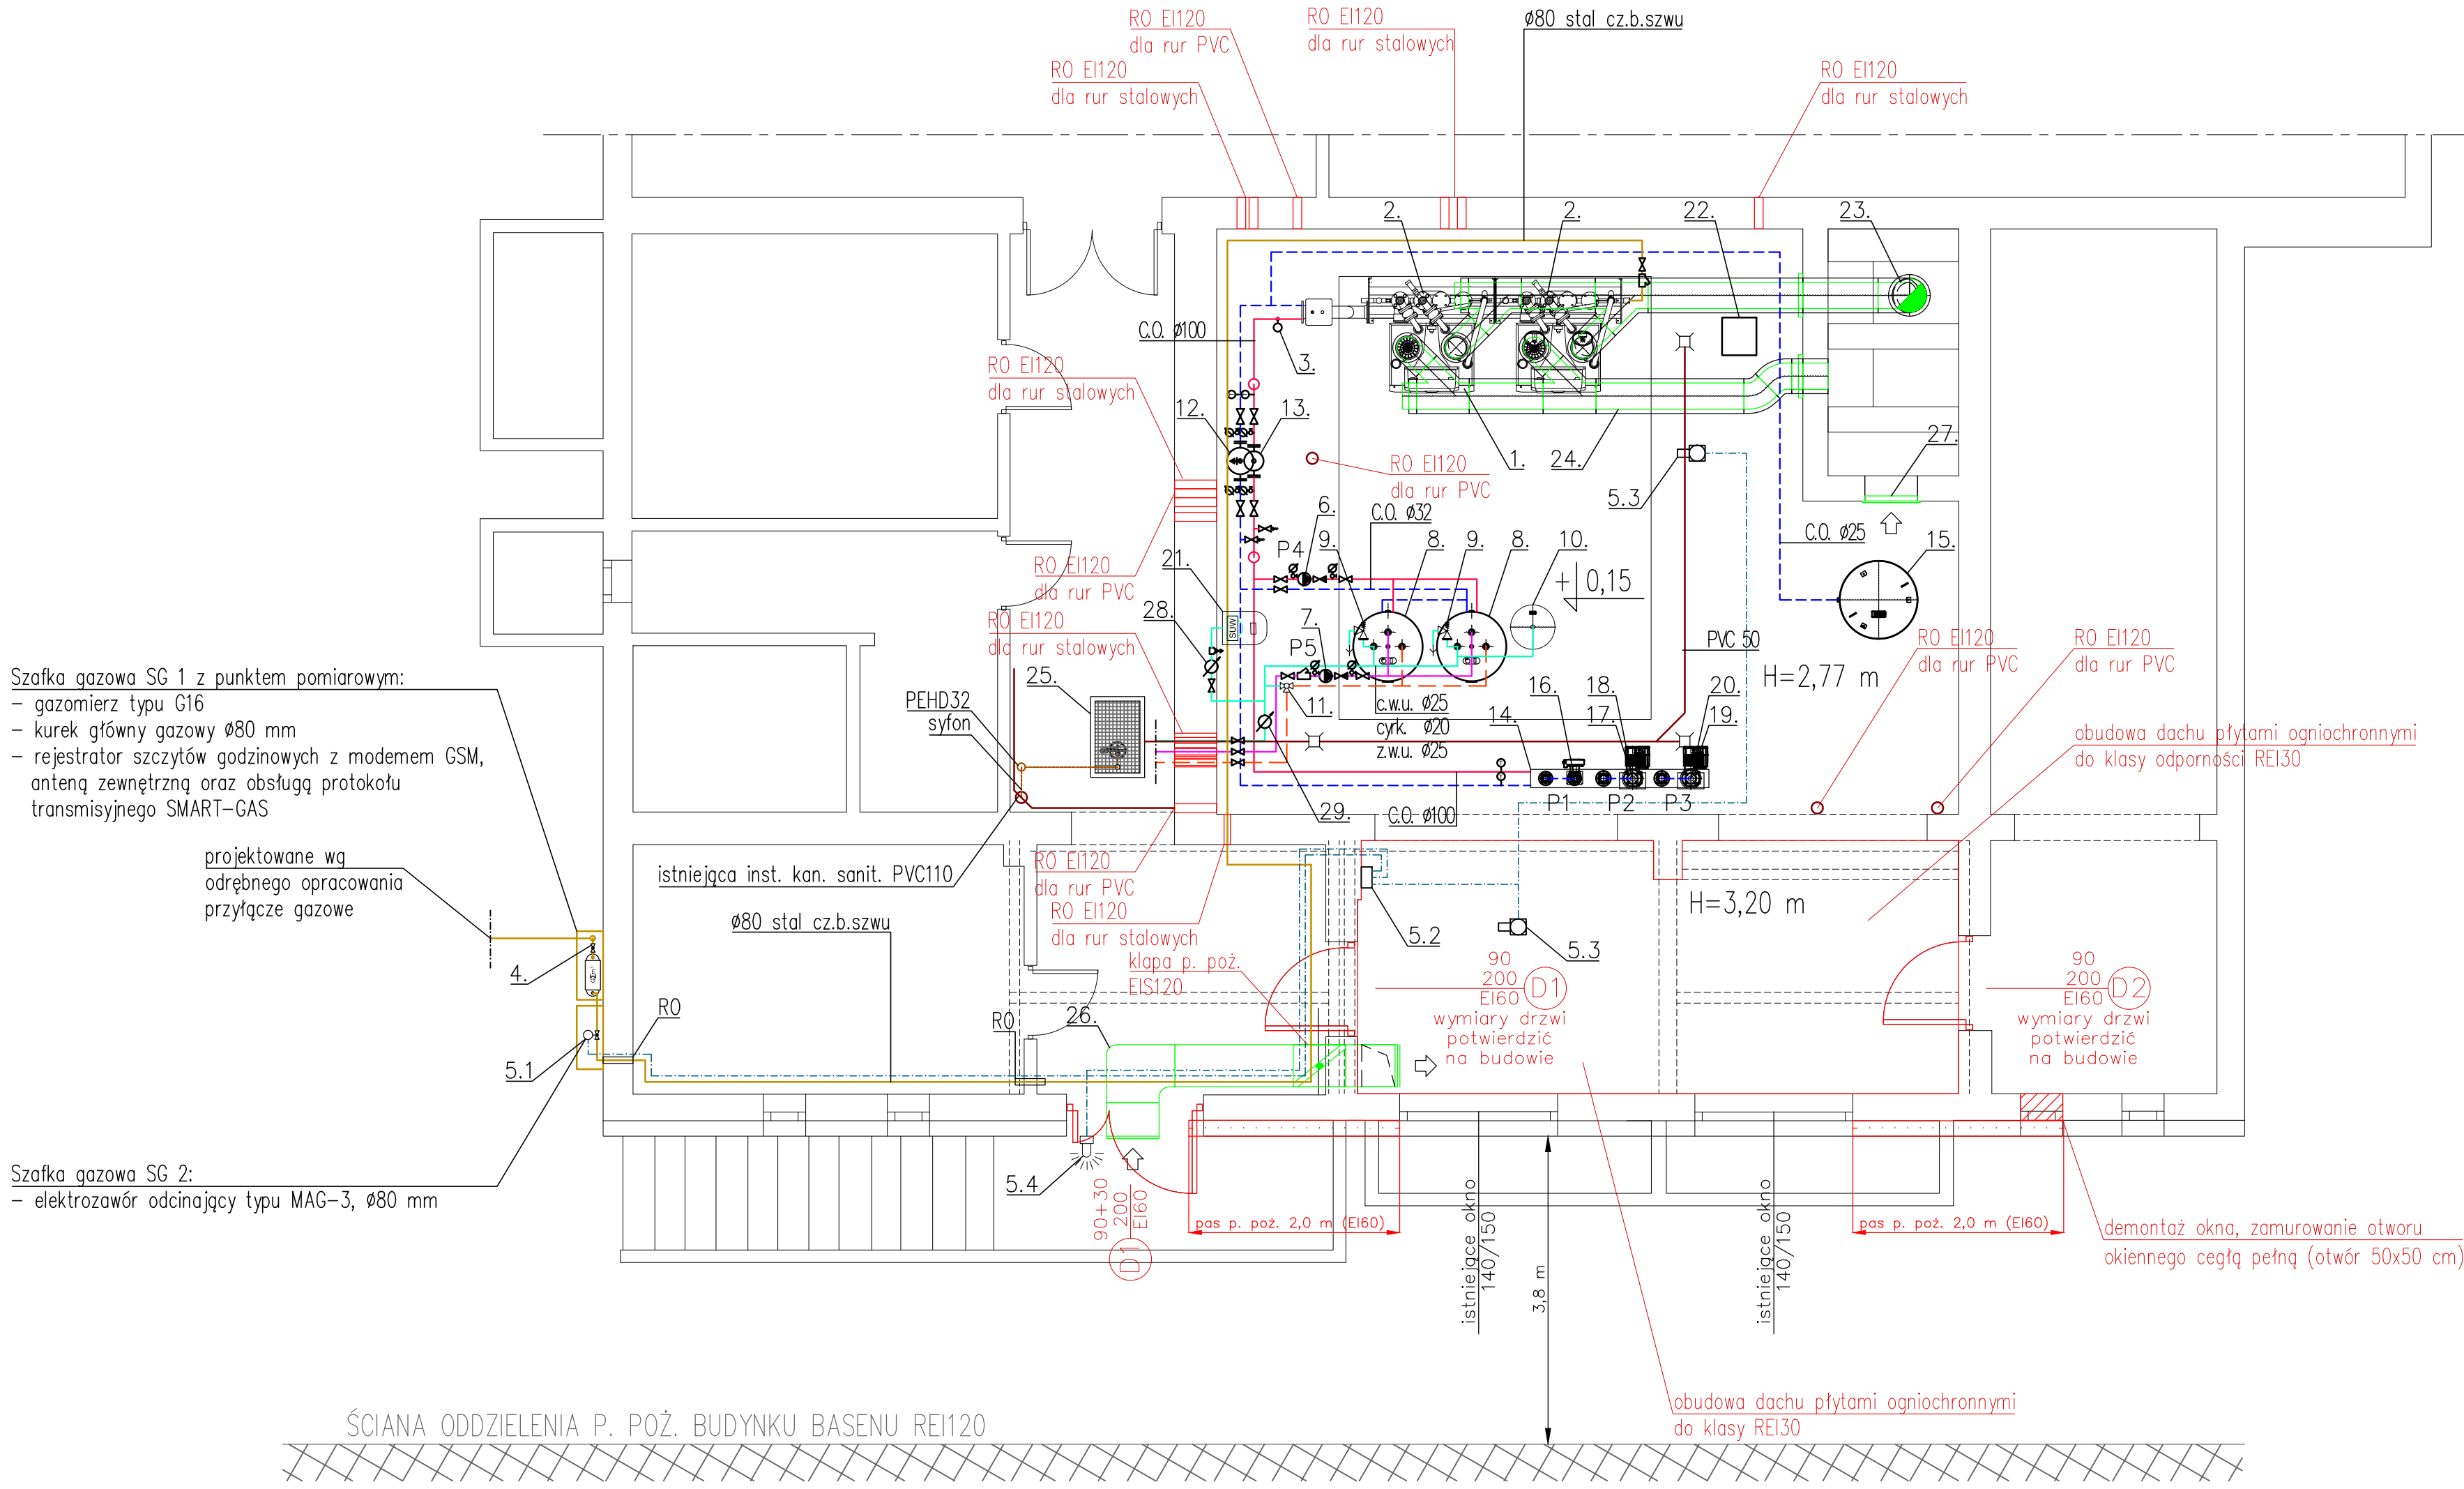 RO EI120
dla rur PVC
RO EI120
dla rur stalowych
Ø80 stal cz.b.szwu
RO EI120
dla rur stalowych
RO EI120
dla rur stalowych
2.
2.
22.
23.
C.O. Ø100
3.
RO EI120
dla rur stalowych
12.
13.
1.
24.
27.
RO EI120
dla rur PVC
5.3
6.
C.O. Ø32
C.O. Ø25
15.
P4
9.
8.
9.
8.
10.
21.
RO EI120
dla rur PVC
+0,15
28.
7.
RO EI120
dla rur stalowych
SUW
P5
PVC 50
RO EI120
dla rur PVC
RO EI120
dla rur PVC
H=2,77 m
Szafka gazowa SG 1 z punktem pomiarowym:
- gazomierz typu G16
- kurek główny gazowy Ø80 mm
- rejestrator szczytów godzinowych z modemem GSM,
anteną zewnętrzną oraz obsługą protokołu
transmisyjnego SMART-GAS
25.
PEHD32
syfon
11.
c.w.u. Ø25
cyrk. Ø20
z.w.u. Ø25
14.
16.
18.
17.
20.
19.
obudowa dachu płytami ogniochronnymi
do klasy odporności REI30
29.
C.O. Ø100
P1
P2
P3
projektowane wg
odrębnego opracowania
przyłącze gazowe
istniejąca inst. kan. sanit. PVC110
RO EI120
dla rur PVC
RO EI120
dla rur stalowych
Ø80 stal cz.b.szwu
H=3,20 m
5.2
5.3
klapa p. poż.
EIS120
4.
RO
RO
26.
5.1
90
200
EI60
D1
wymiary drzwi
potwierdzić
na budowie
90
200
EI60
D2
wymiary drzwi
potwierdzić
na budowie
Szafka gazowa SG 2:
- elektrozawór odcinający typu MAG-3, Ø80 mm
5.4
90+30
200
EI60
D1
pas p. poż. 2,0 m (EI60)
istniejące okno
140/150
3,8 m
istniejące okno
140/150
pas p. poż. 2,0 m (EI60)
demontaż okna, zamurowanie otworu
okiennego cegłą pełną (otwór 50x50 cm)
obudowa dachu płytami ogniochronnymi
do klasy REI30
ŚCIANA ODDZIELENIA P. POŻ. BUDYNKU BASENU REI120